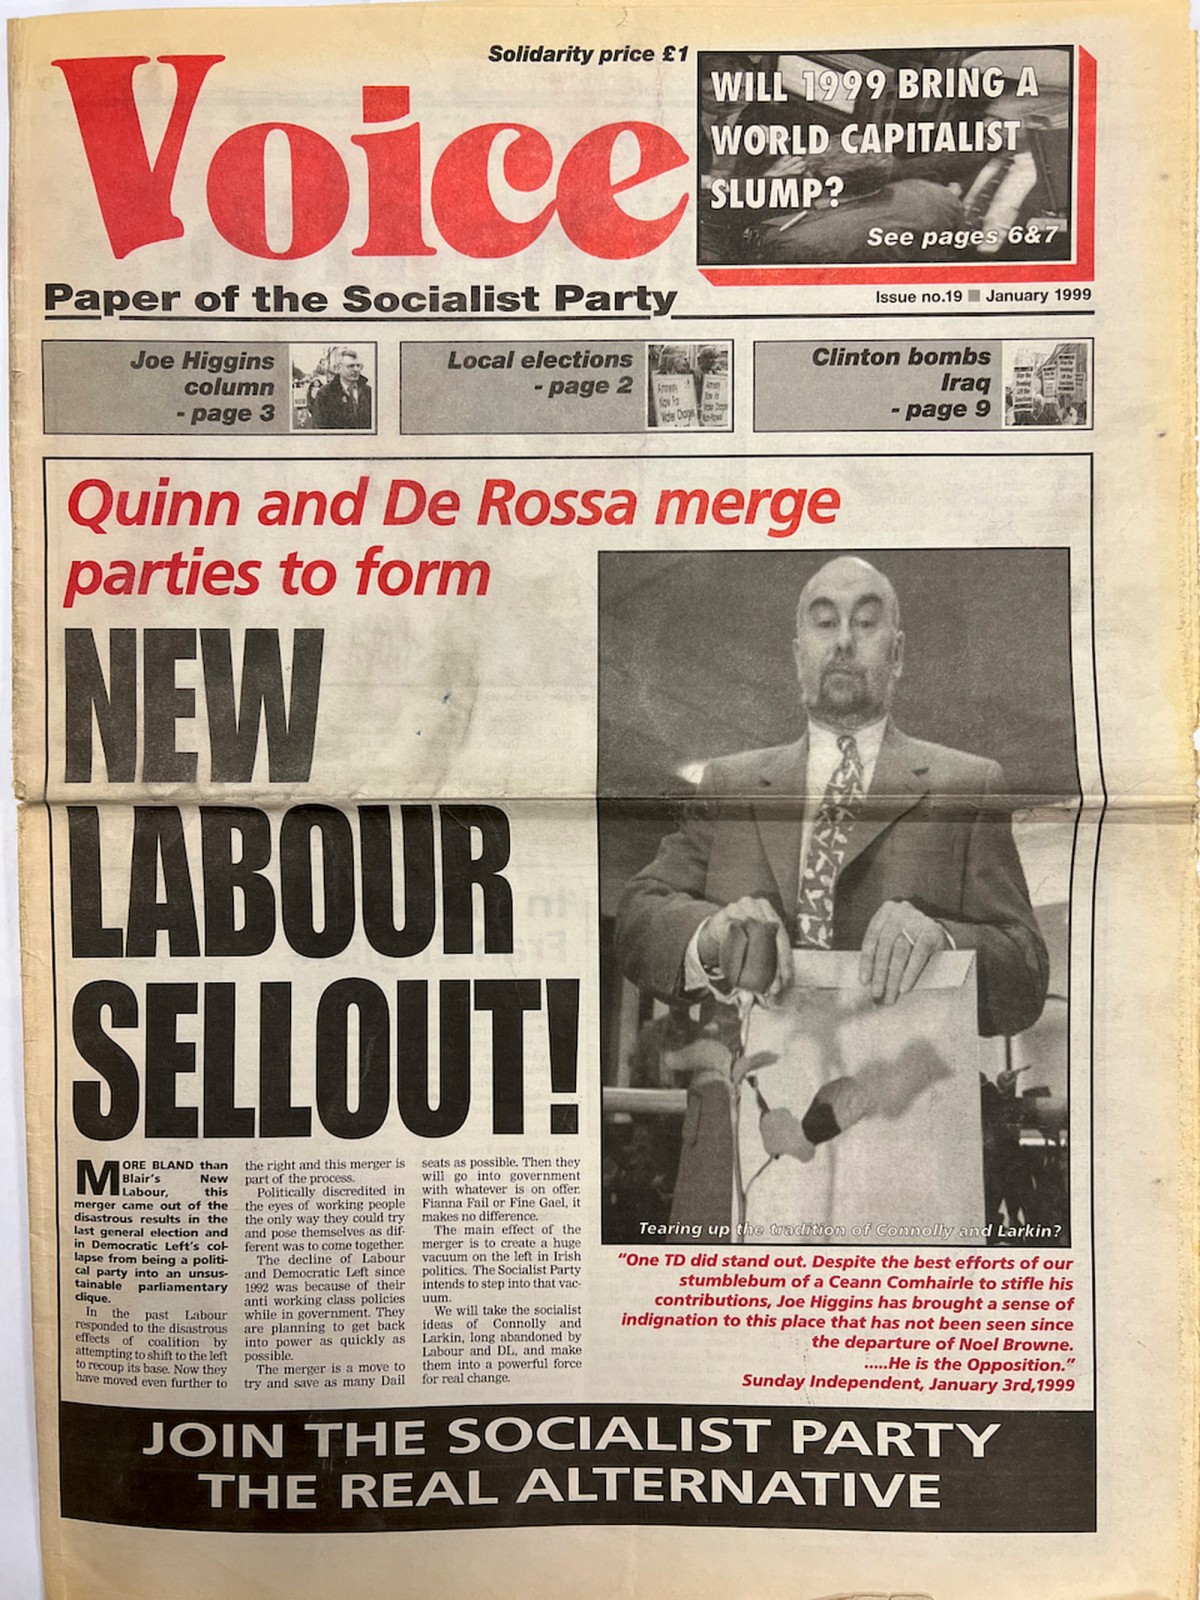 Solidarity price £1
Voice
WILL 1999 BRING A
WORLD CAPITALIST
SLUMP?
See pages 6&7
Paper of the Socialist Party
Issue no.19 ■ January 1999
Joe Higgins
column
- page 3
Local elections
- page 2
Clinton bombs
Iraq
- page 9
Quinn and De Rossa merge
parties to form
NEW
LABOUR
SELLOUT!
MORE BLAND than
Blair's New
Labour, this
merger came out of the
disastrous results in the
last general election and
in Democratic Left's col-
lapse from being a politi-
cal party into an unsus-
tainable parliamentary
clique.
In the past Labour
responded to the disastrous
effects of coalition by
attempting to shift to the left
to recoup its base. Now they
have moved even further to
the right and this merger is
part of the process.
Politically discredited in
the eyes of working people
the only way they could try
and pose themselves as dif-
ferent was to come together.
The decline of Labour
and Democratic Left since
1992 was because of their
anti working class policies
while in government. They
are planning to get back
into power as quickly as
possible.
The merger is a move to
try and save as many Dail
seats as possible. Then they
will go into government
with whatever is on offer.
Fianna Fail or Fine Gael, it
makes no difference.
The main effect of the
merger is to create a huge
vacuum on the left in Irish
politics. The Socialist Party
intends to step into that vac-
uum.
We will take the socialist
ideas of Connolly and
Larkin, long abandoned by
Labour and DL, and make
them into a powerful force
for real change.
Tearing up the tradition of Connolly and Larkin?
"One TD did stand out. Despite the best efforts of our
stumblebum of a Ceann Comhairle to stifle his
contributions, Joe Higgins has brought a sense of
indignation to this place that has not been seen since
the departure of Noel Browne.
:....He is the Opposition."
Sunday Independent, January 3rd,1999
JOIN THE SOCIALIST PARTY
THE REAL ALTERNATIVE